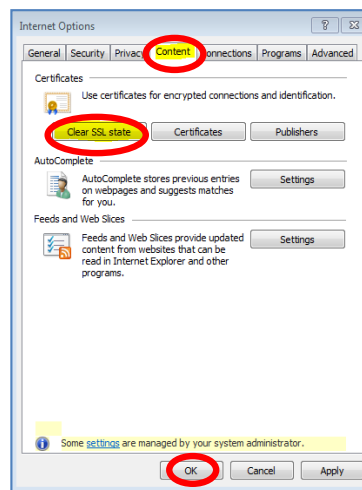 Internet Options
General Security Privacy Content Connections Programs Advanced
Certificates
Use certificates for encrypted connections and identification.
Clear SSL state Certificates Publishers
AutoComplete
AutoComplete stores previous entries Settings
on webpages and suggests matches
for you.
Feeds and Web Slices
Feeds and Web Slices provide updated Settings
content from websites that can be
read in Internet Explorer and other
programs.
Some settings are managed by your system administrator.
OK Cancel Apply